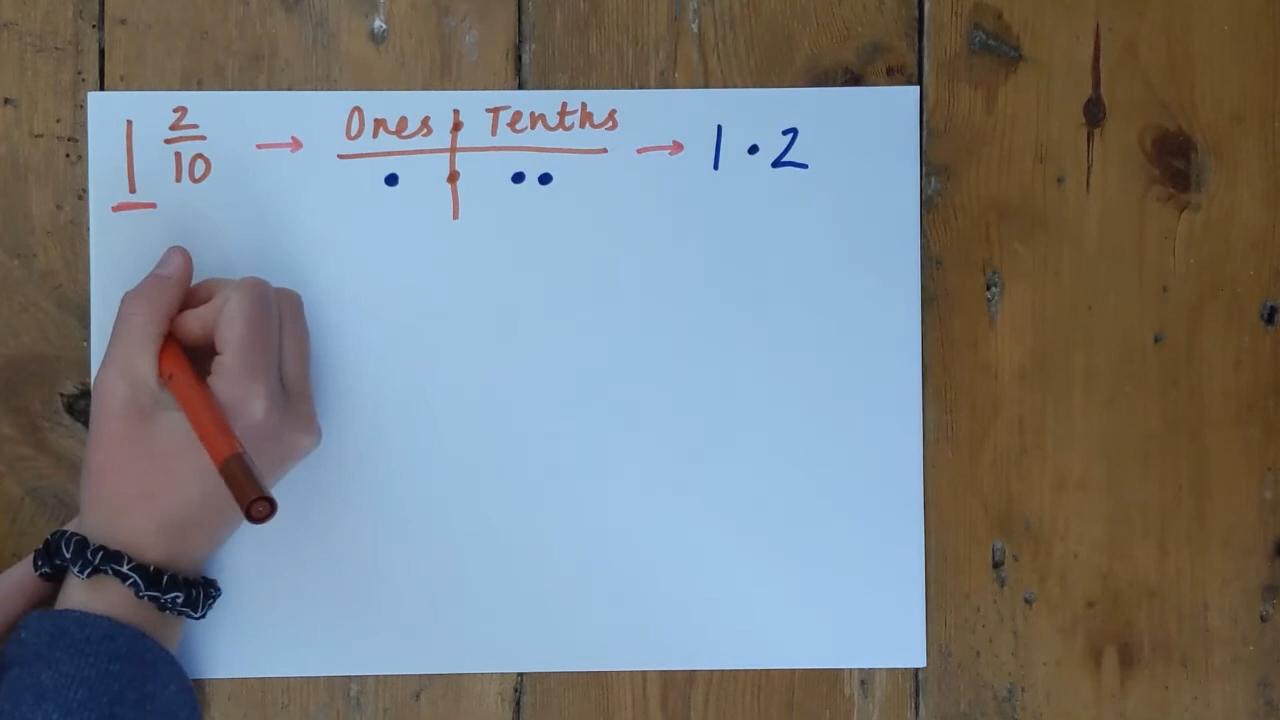 1 2/10 → Ones Tenths → 1·2